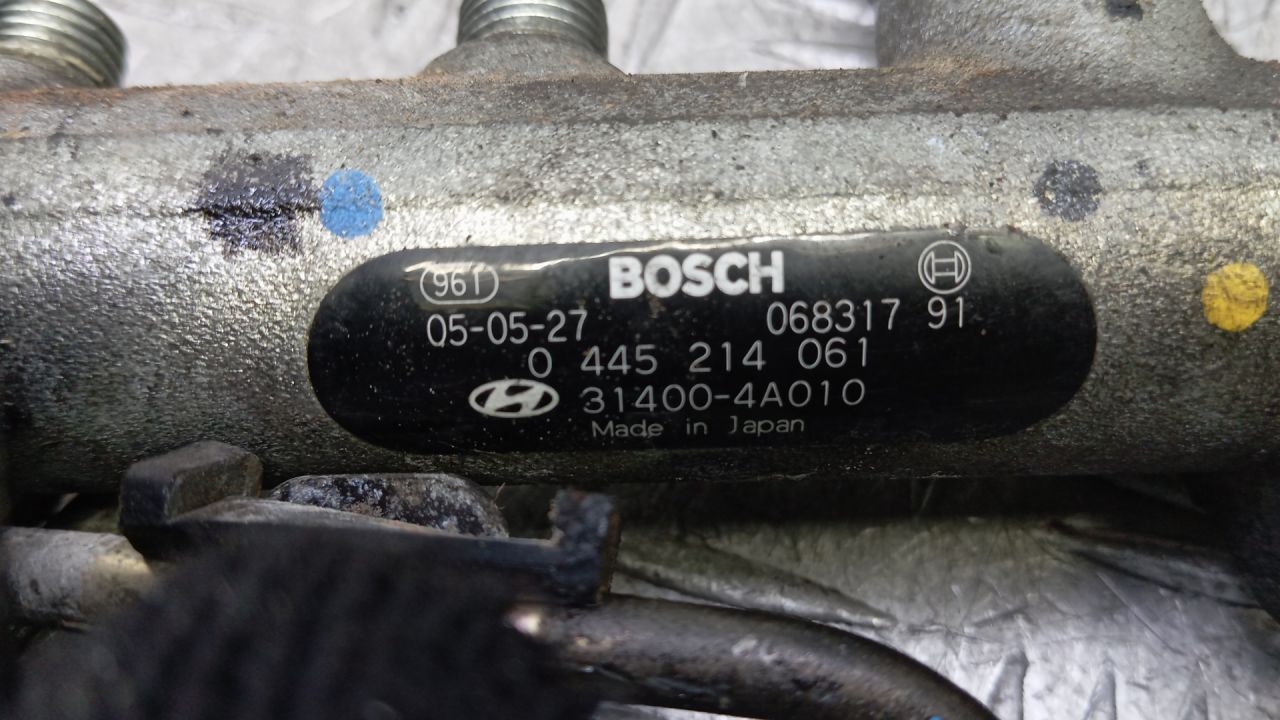 961 BOSCH
05-05-27 068317 91
0 445 214 061
31400-4A010
Made in Japan